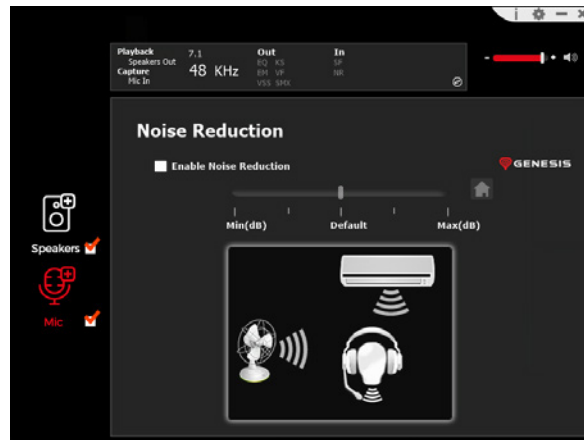 Playback 7.1 Out In
Speakers Out EQ KS SF
Capture 48 KHz EM VF NR
Mic In VSS SMX
Noise Reduction
Enable Noise Reduction
GENESIS
Min(dB) Default Max(dB)
Speakers
Mic